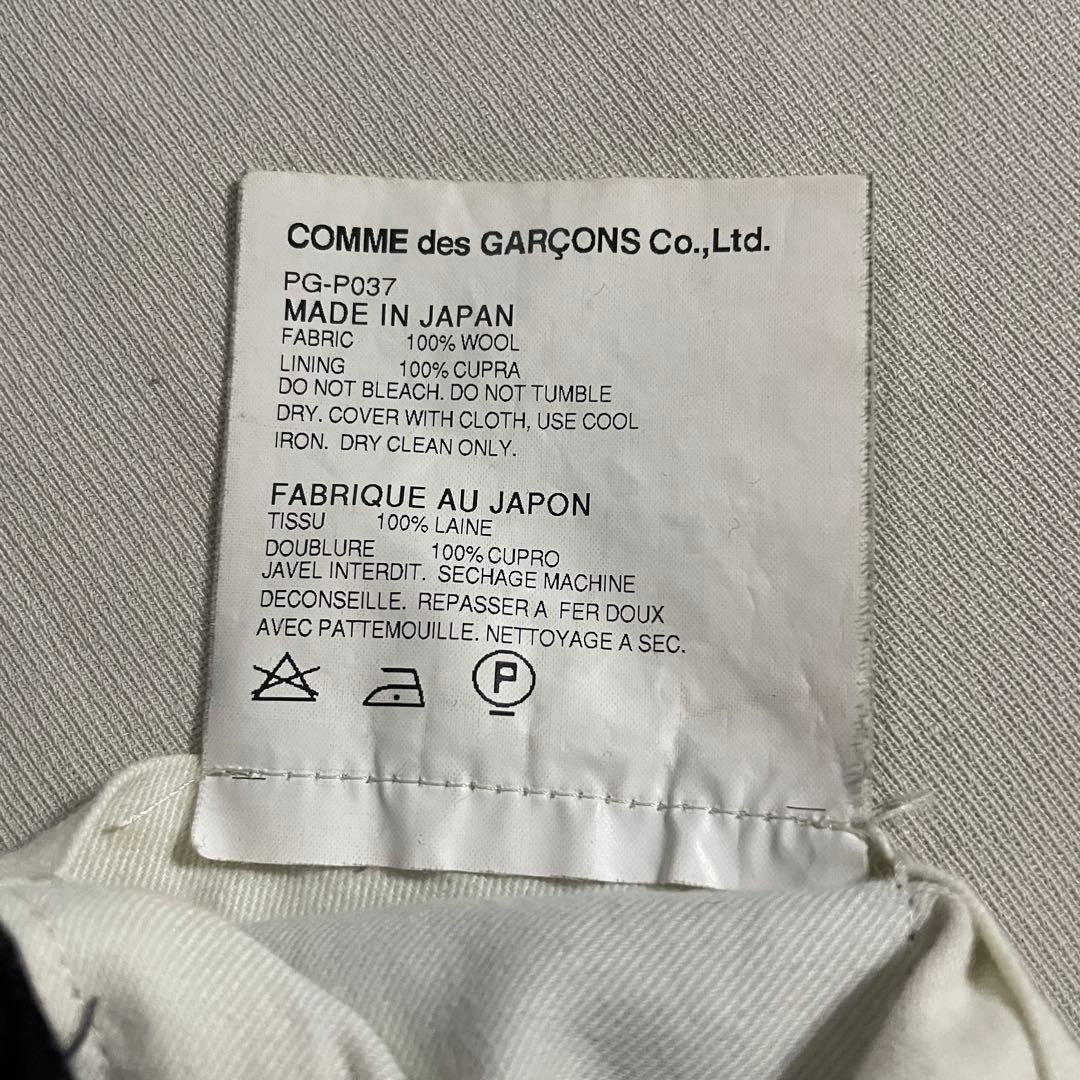 COMME des GARÇONS Co.,Ltd.
PG-P037
MADE IN JAPAN
FABRIC 100% WOOL
LINING 100% CUPRA
DO NOT BLEACH. DO NOT TUMBLE
DRY. COVER WITH CLOTH, USE COOL
IRON. DRY CLEAN ONLY.
FABRIQUE AU JAPON
TISSU 100% LAINE
DOUBLURE 100% CUPRO
JAVEL INTERDIT. SECHAGE MACHINE
DECONSEILLE. REPASSER A FER DOUX
AVEC PATTEMOUILLE. NETTOYAGE A SEC.
P